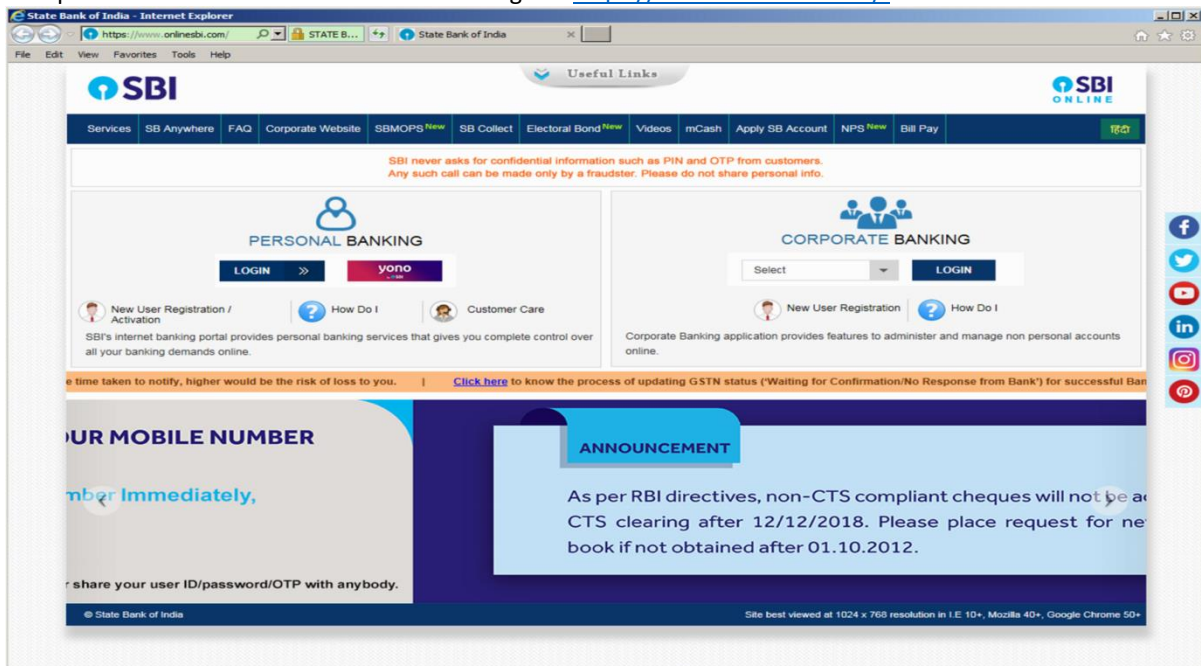 State Bank of India - Internet Explorer
https://www.onlinesbi.com/ STATE B... State Bank of India
File Edit View Favorites Tools Help
SBI
Useful Links
SBI
ONLINE
Services SB Anywhere FAQ Corporate Website SBMOPS New SB Collect Electoral Bond New Videos mCash Apply SB Account NPS New Bill Pay हिंदी
SBI never asks for confidential information such as PIN and OTP from customers.
Any such call can be made only by a fraudster. Please do not share personal info.
PERSONAL BANKING
LOGIN »
yono
New User Registration / Activation
How Do I
Customer Care
SBI's internet banking portal provides personal banking services that gives you complete control over
all your banking demands online.
CORPORATE BANKING
Select
LOGIN
New User Registration
How Do I
Corporate Banking application provides features to administer and manage non personal accounts
online.
e time taken to notify, higher would be the risk of loss to you. | Click here to know the process of updating GSTN status ('Waiting for Confirmation/No Response from Bank') for successful Ban
OUR MOBILE NUMBER
mber Immediately,
r share your user ID/password/OTP with anybody.
ANNOUNCEMENT
As per RBI directives, non-CTS compliant cheques will not be ac
CTS clearing after 12/12/2018. Please place request for ne
book if not obtained after 01.10.2012.
© State Bank of India
Site best viewed at 1024 x 768 resolution in I.E 10+, Mozilla 40+, Google Chrome 50+